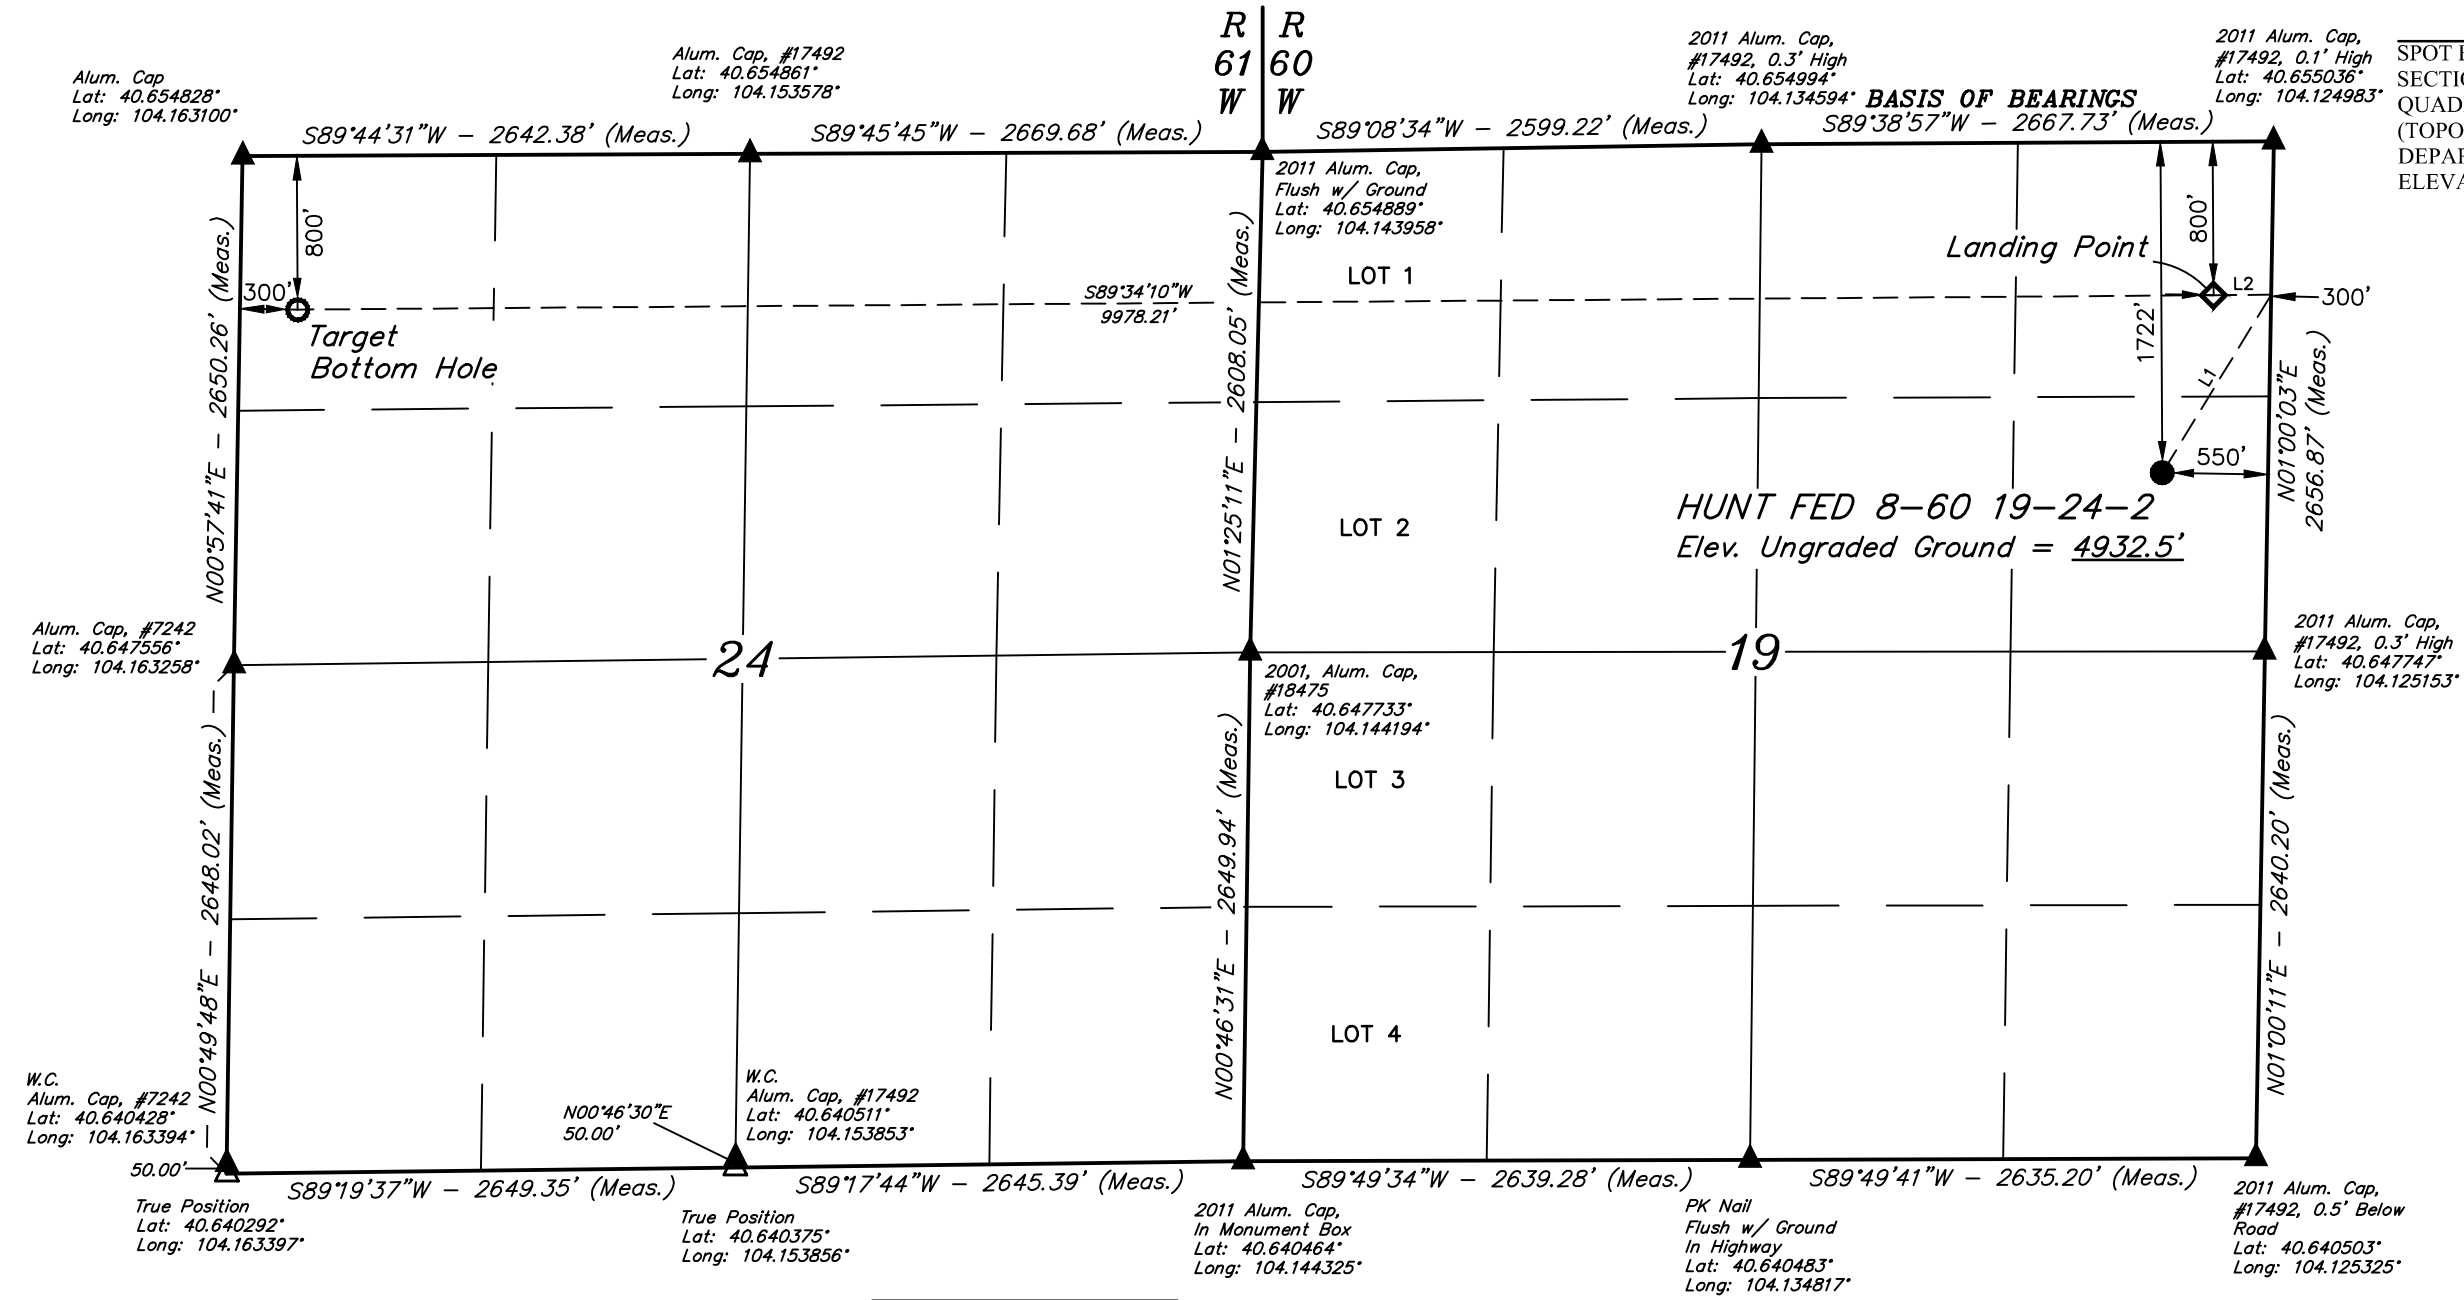 R R
61 60
W W
Alum. Cap
Lat: 40.654828°
Long: 104.163100°
Alum. Cap, #17492
Lat: 40.654861°
Long: 104.153578°
2011 Alum. Cap,
#17492, 0.3' High
Lat: 40.654994°
Long: 104.134594°
BASIS OF BEARINGS
2011 Alum. Cap,
#17492, 0.1' High
Lat: 40.655036°
Long: 104.124983°
SPOT
SECTI
QUAD
(TOPO
DEPA
ELEVA
S89°44'31"W - 2642.38' (Meas.)
S89°45'45"W - 2669.68' (Meas.)
S89°08'34"W - 2599.22' (Meas.)
S89°38'57"W - 2667.73' (Meas.)
2011 Alum. Cap,
Flush w/ Ground
Lat: 40.654889°
Long: 104.143958°
800'
300'
Target
Bottom Hole
N00°57'41"E - 2650.26' (Meas.)
S89°34'10"W
9978.21'
N01°25'11"E - 2608.05' (Meas.)
LOT 1
Landing Point
800'
1722'
L2
300'
L1
550'
N01°00'03"E
2656.87' (Meas.)
LOT 2
HUNT FED 8-60 19-24-2
Elev. Ungraded Ground = 4932.5'
Alum. Cap, #7242
Lat: 40.647556°
Long: 104.163258°
24
19
2011 Alum. Cap,
#17492, 0.3' High
Lat: 40.647747°
Long: 104.125153°
2001, Alum. Cap,
#18475
Lat: 40.647733°
Long: 104.144194°
LOT 3
N00°49'48"E - 2648.02' (Meas.)
N00°46'31"E - 2649.94' (Meas.)
N01°00'11"E - 2640.20' (Meas.)
LOT 4
W.C.
Alum. Cap, #7242
Lat: 40.640428°
Long: 104.163394°
50.00'
N00°46'30"E
50.00'
W.C.
Alum. Cap, #17492
Lat: 40.640511°
Long: 104.153853°
S89°19'37"W - 2649.35' (Meas.)
S89°17'44"W - 2645.39' (Meas.)
S89°49'34"W - 2639.28' (Meas.)
S89°49'41"W - 2635.20' (Meas.)
True Position
Lat: 40.640292°
Long: 104.163397°
True Position
Lat: 40.640375°
Long: 104.153856°
2011 Alum. Cap,
In Monument Box
Lat: 40.640464°
Long: 104.144325°
PK Nail
Flush w/ Ground
In Highway
Lat: 40.640483°
Long: 104.134817°
2011 Alum. Cap,
#17492, 0.5' Below
Road
Lat: 40.640503°
Long: 104.125325°